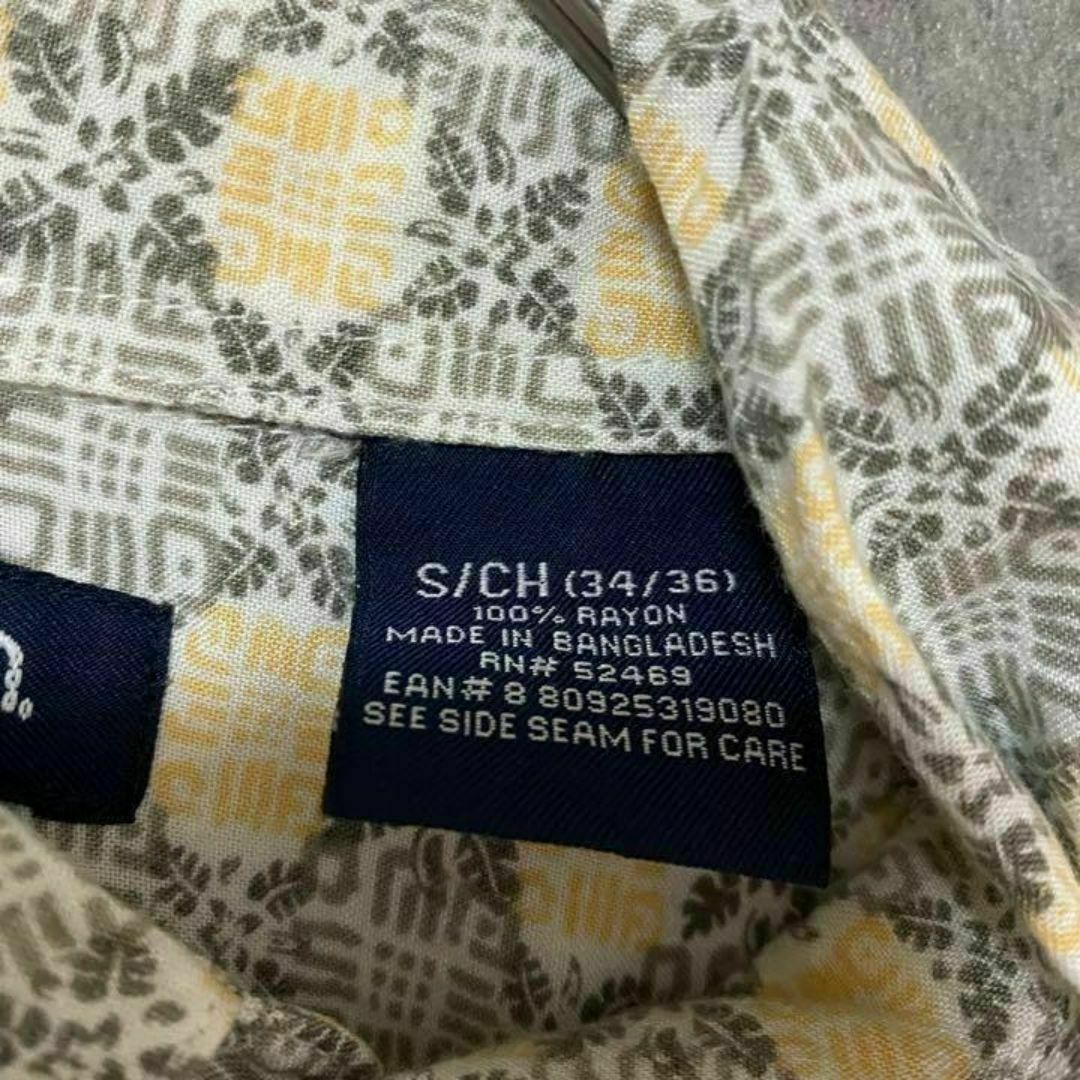 S/CH (34/36)
100% RAYON
MADE IN BANGLADESH
RN# 52469
EAN# 8 80925319080
SEE SIDE SEAM FOR CARE